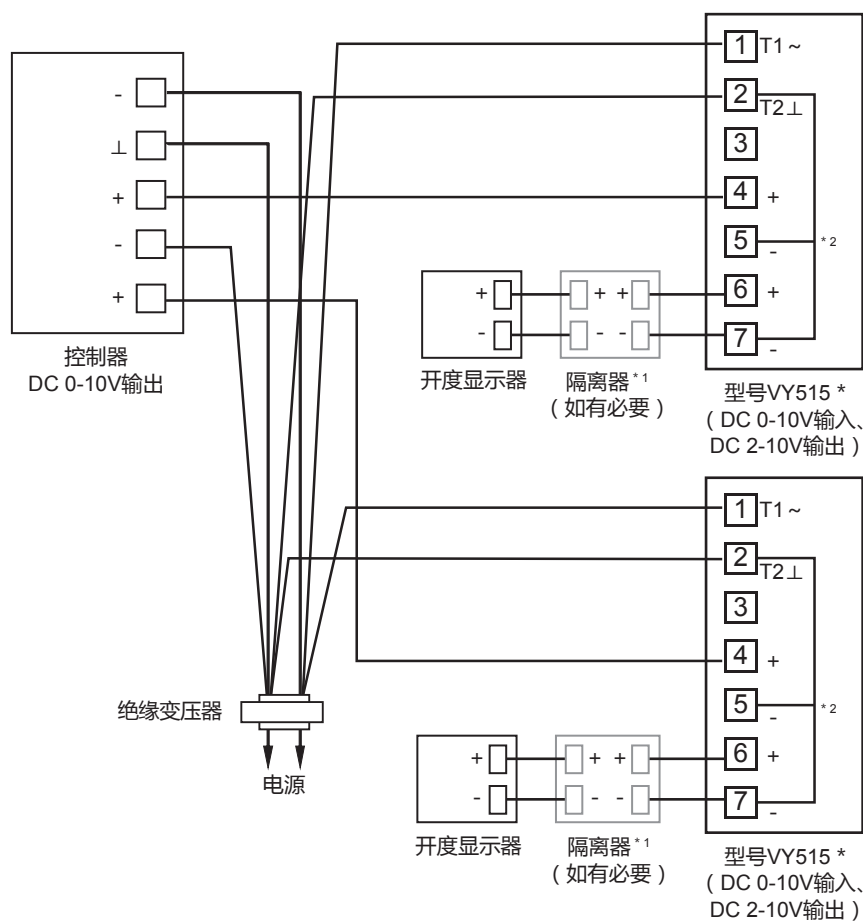 -
⊥
+
-
+
控制器
DC 0-10V输出
1 T1~
2
T2⊥
3
4 +
5 -
*2
6 +
7 -
+
-
+ +
- -
开度显示器
隔离器*1
（如有必要）
型号VY515 *
（DC 0-10V输入、
DC 2-10V输出）
1 T1~
2
T2⊥
3
4 +
5 -
*2
6 +
7 -
+
-
+ +
- -
绝缘变压器
电源
开度显示器
隔离器*1
（如有必要）
型号VY515 *
（DC 0-10V输入、
DC 2-10V输出）